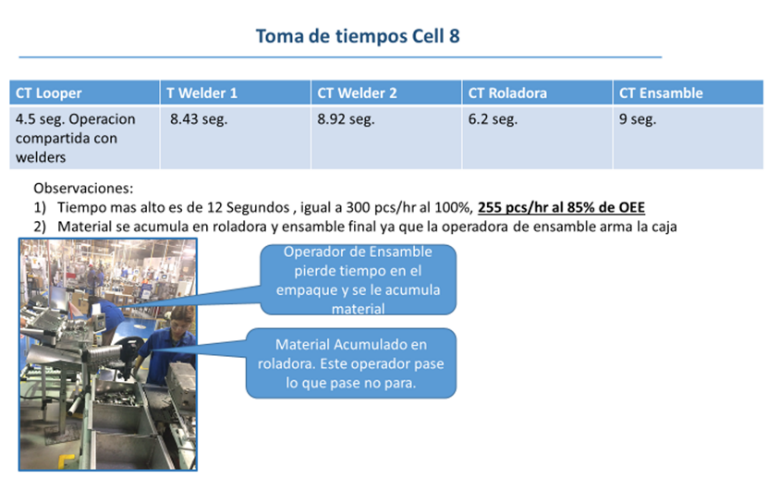 Toma de tiempos Cell 8
CT Looper T Welder 1 CT Welder 2 CT Roladora CT Ensamble
4.5 seg. Operacion compartida con welders 8.43 seg. 8.92 seg. 6.2 seg. 9 seg.
Observaciones:
1) Tiempo mas alto es de 12 Segundos , igual a 300 pcs/hr al 100%, 255 pcs/hr al 85% de OEE
2) Material se acumula en roladora y ensamble final ya que la operadora de ensamble arma la caja
Operador de Ensamble
pierde tiempo en el
empaque y se le acumula
material
Material Acumulado en
roladora. Este operador pase
lo que pase no para.